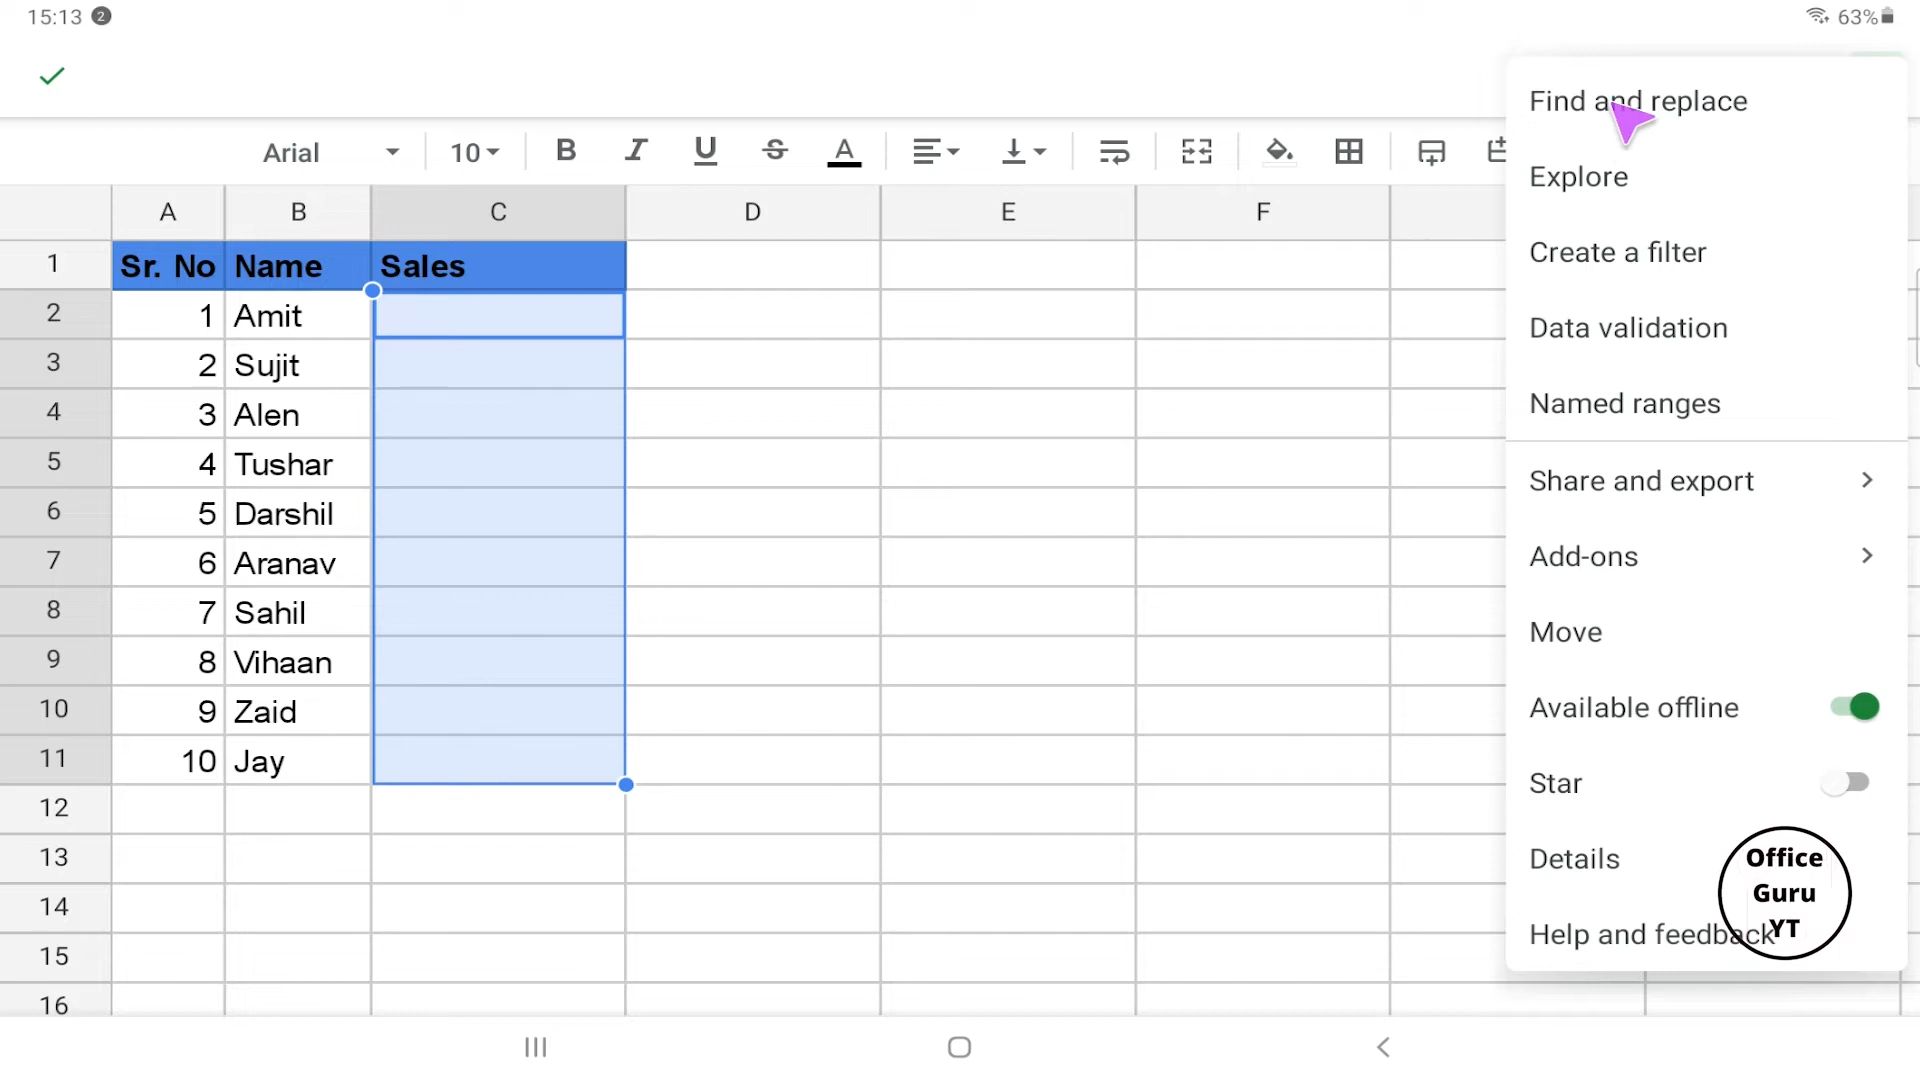 15:13 2 63%
Find and replace
Explore
Create a filter
Data validation
Named ranges
Share and export
Add-ons
Move
Available offline
Star
Details
Help and feedback
Office
Guru
YT
Arial 10 B I U S A
A B C D E F
1 Sr. No Name Sales
2 1 Amit
3 2 Sujit
4 3 Alen
5 4 Tushar
6 5 Darshil
7 6 Aranav
8 7 Sahil
9 8 Vihaan
10 9 Zaid
11 10 Jay
12
13
14
15
16